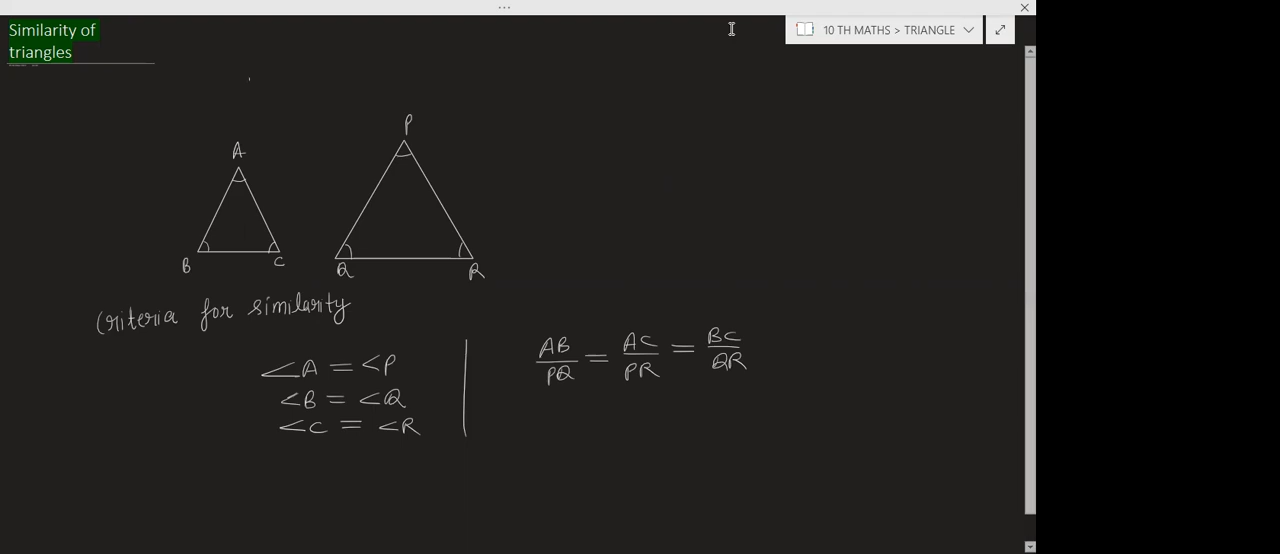 Similarity of
triangles
10 TH MATHS > TRIANGLE
P
A
B
C
Q
R
Criteria for similarity
∠A = ∠P
∠B = ∠Q
∠C = ∠R
AB/PQ = AC/PR = BC/QR